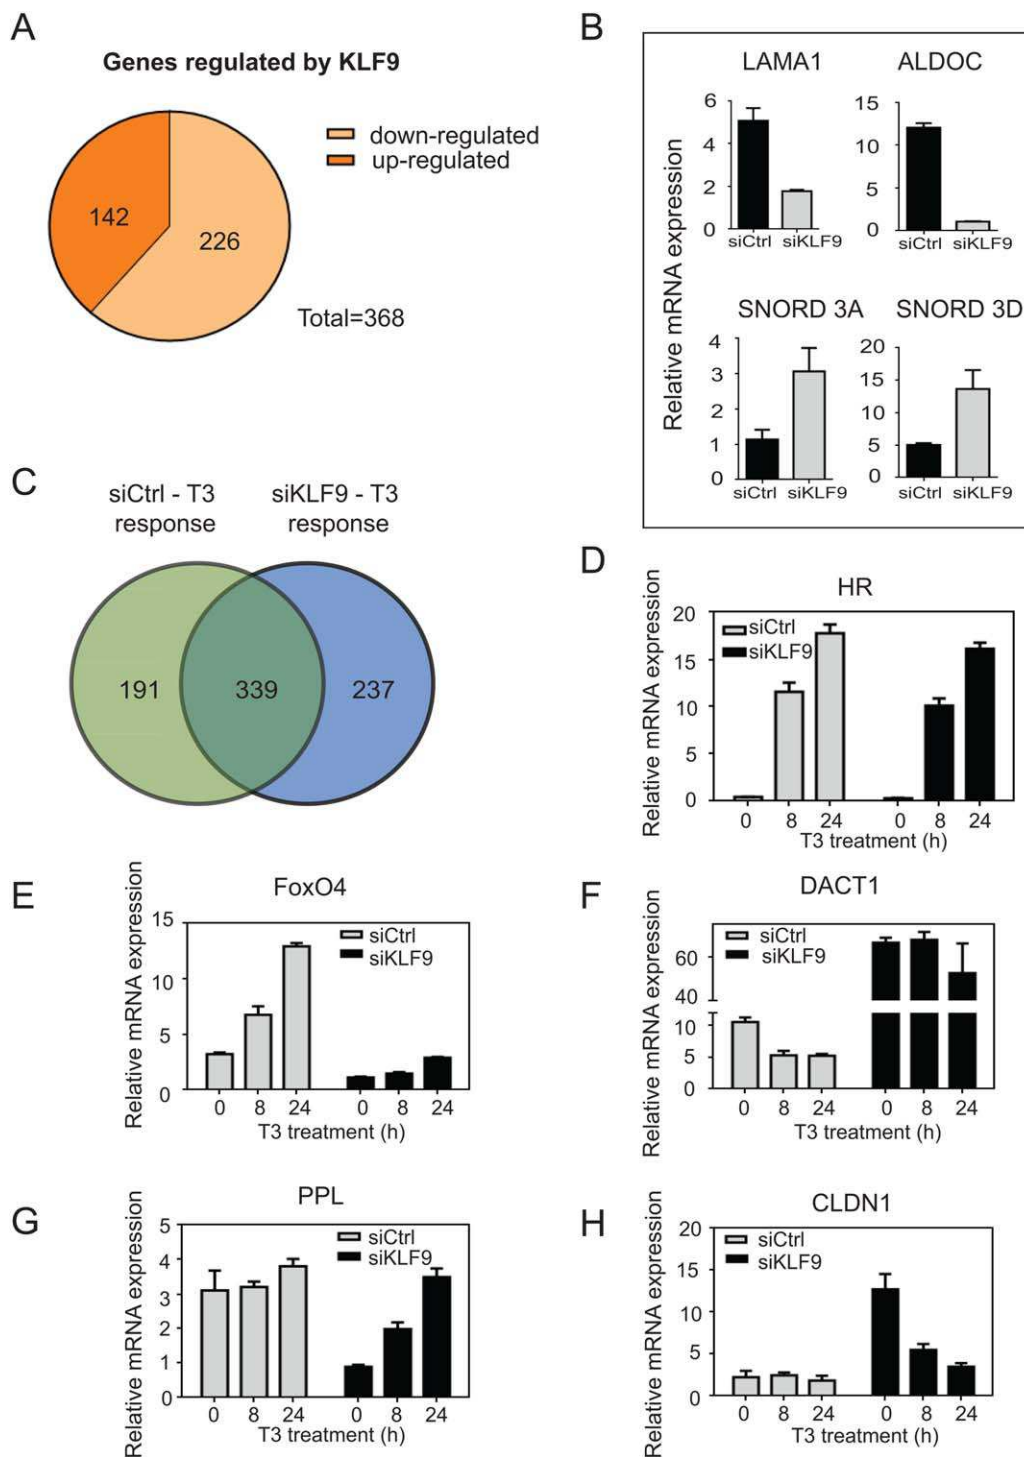 A
Genes regulated by KLF9
down-regulated
up-regulated
142
226
Total=368
B
Relative mRNA expression
LAMA1
6
4
2
0
siCtrl siKLF9
ALDOC
15
10
5
0
siCtrl siKLF9
SNORD 3A
4
3
2
1
0
siCtrl siKLF9
SNORD 3D
20
15
10
5
0
siCtrl siKLF9
C
siCtrl - T3
response
siKLF9 - T3
response
191
339
237
D
HR
Relative mRNA expression
20
15
10
5
0
siCtrl
siKLF9
0 8 24 0 8 24
T3 treatment (h)
E
FoxO4
Relative mRNA expression
15
10
5
0
siCtrl
siKLF9
0 8 24 0 8 24
T3 treatment (h)
F
DACT1
Relative mRNA expression
60
40
10
5
0
siCtrl
siKLF9
0 8 24 0 8 24
T3 treatment (h)
G
PPL
Relative mRNA expression
5
4
3
2
1
0
siCtrl
siKLF9
0 8 24 0 8 24
T3 treatment (h)
H
CLDN1
Relative mRNA expression
20
15
10
5
0
siCtrl
siKLF9
0 8 24 0 8 24
T3 treatment (h)